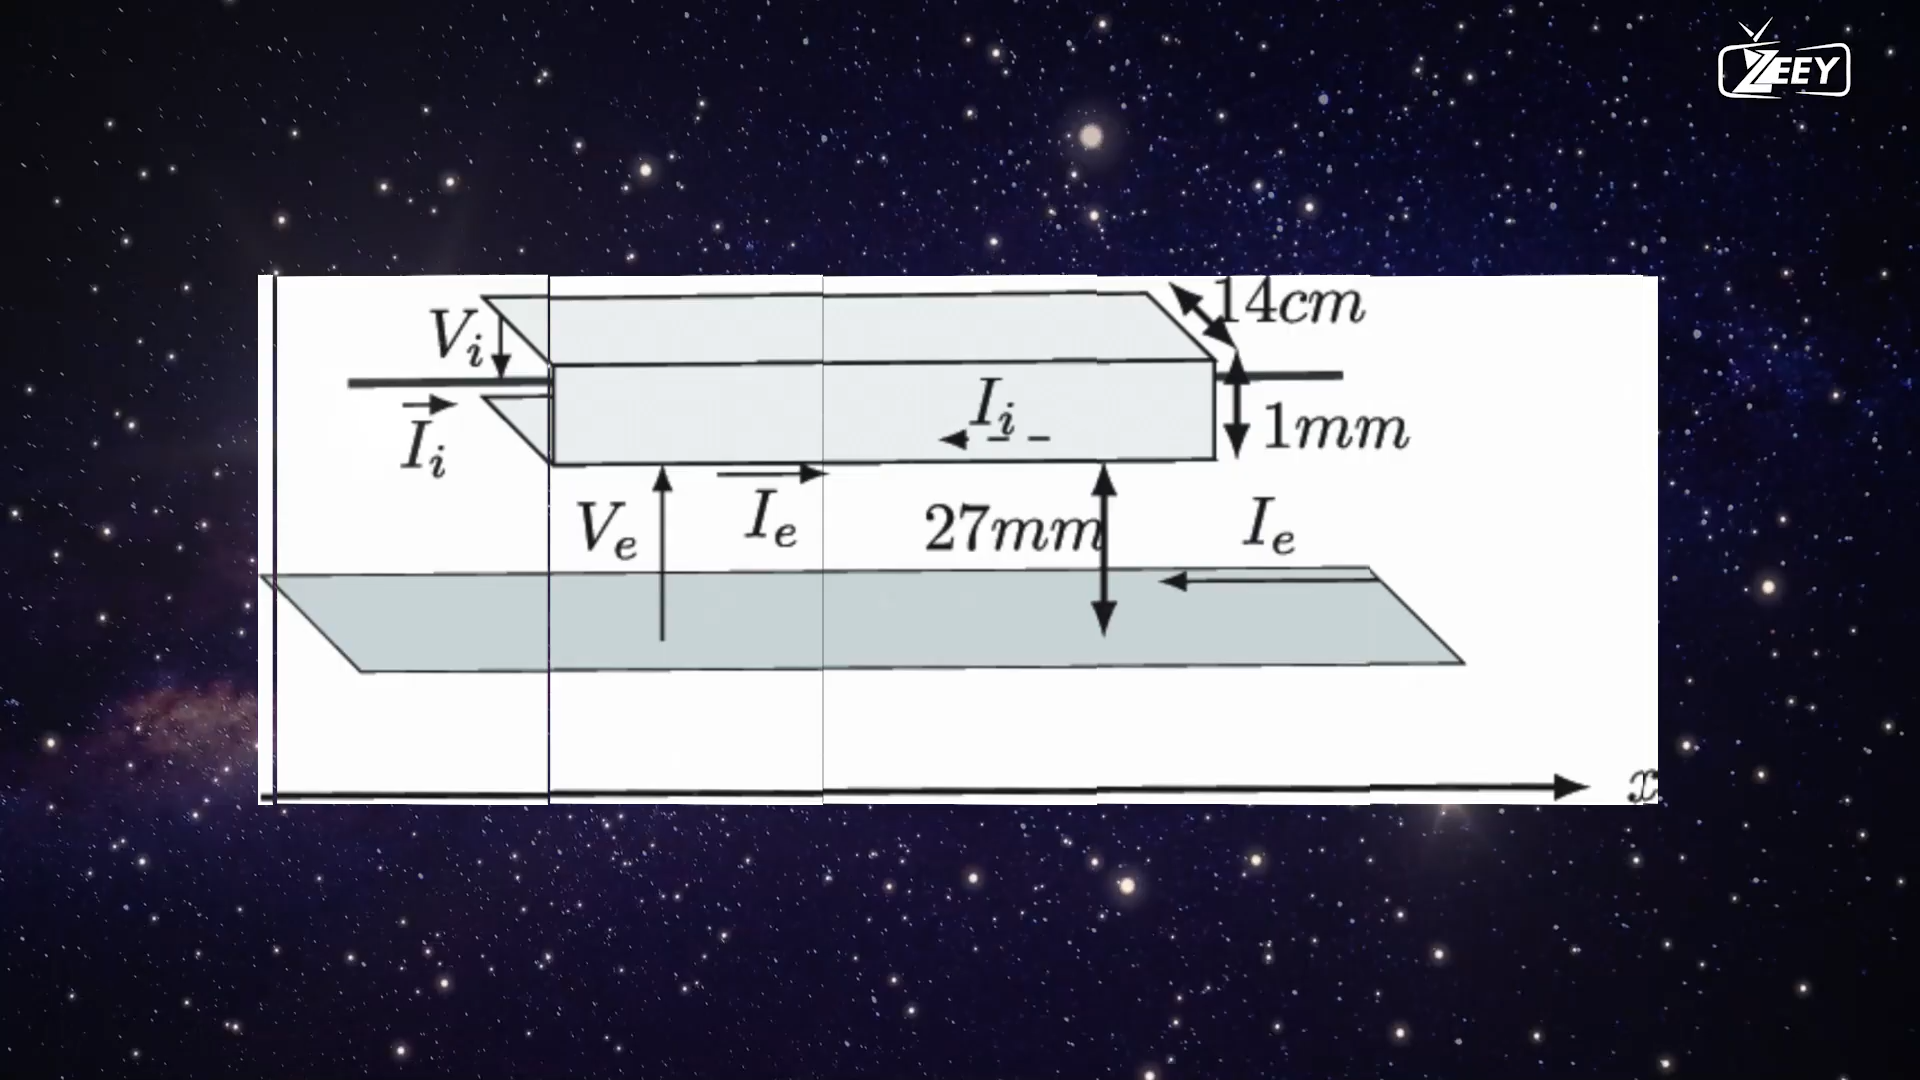 ZEEY
14cm
V_i
I_i
1mm
I_i
V_e
I_e
27mm
I_e
x